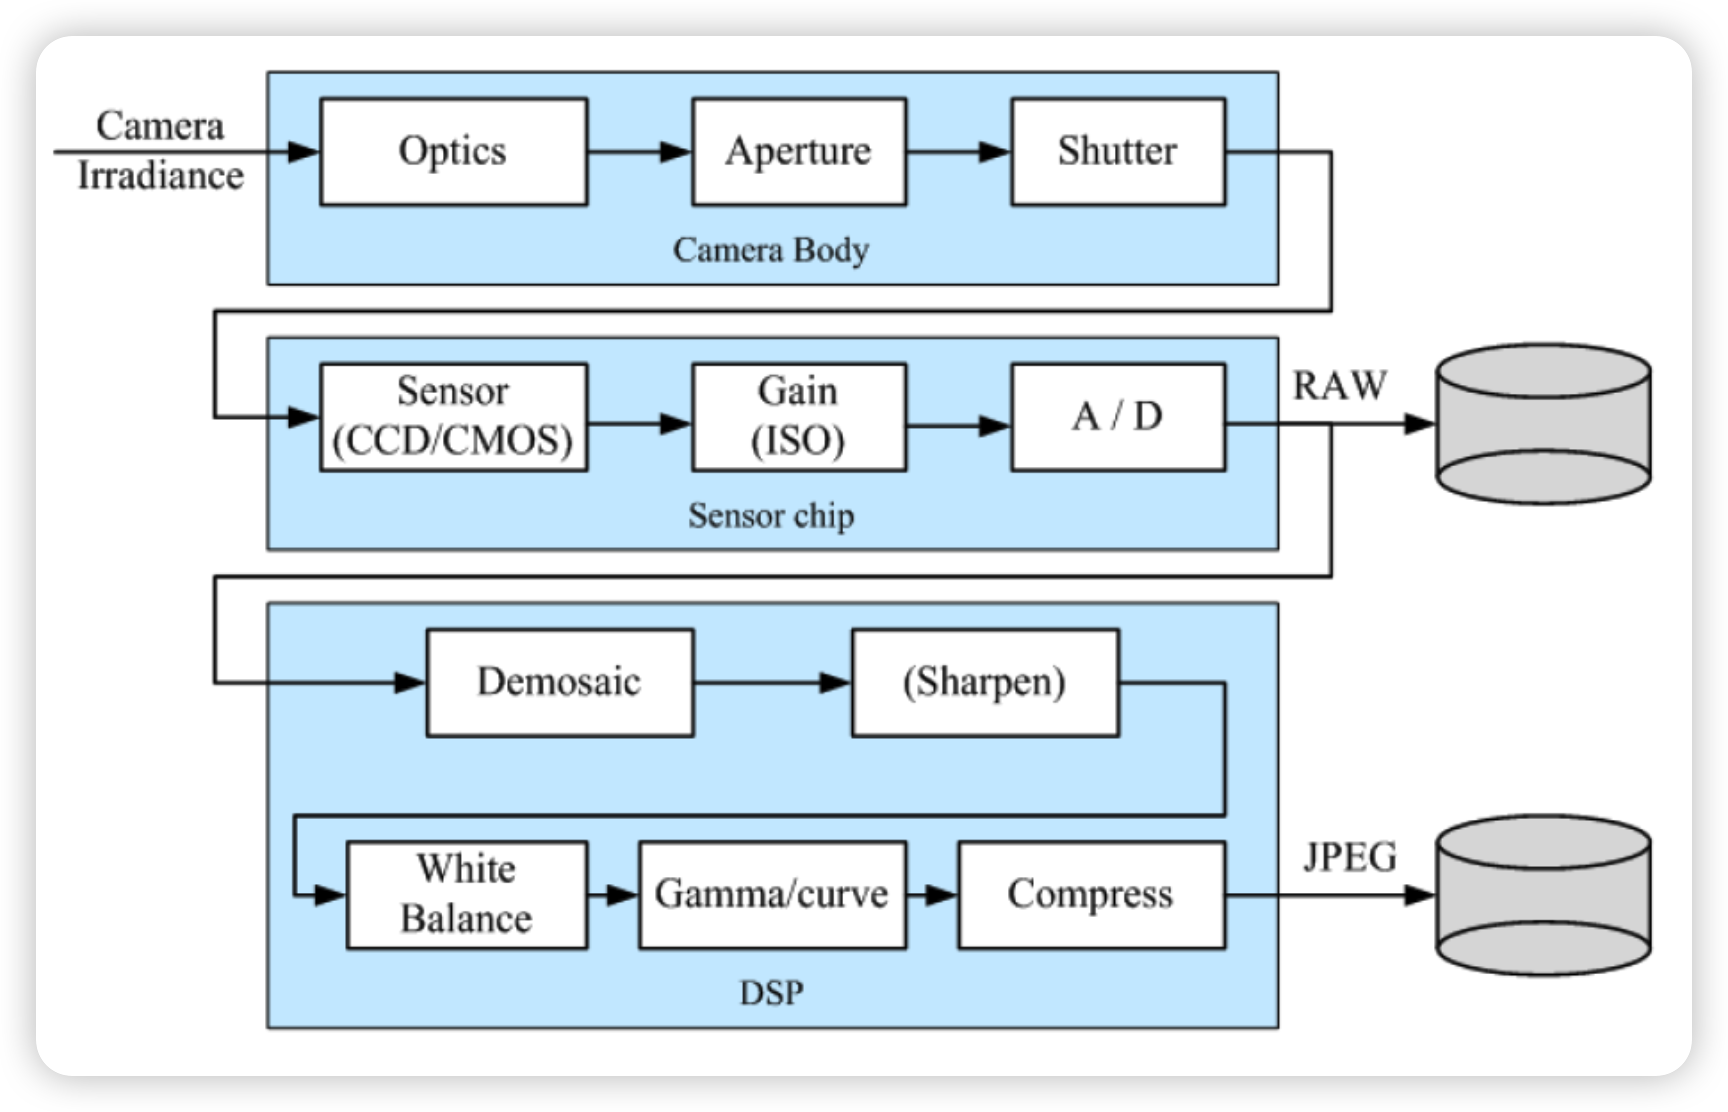 Camera
Irradiance
Optics
Aperture
Shutter
Camera Body
Sensor
(CCD/CMOS)
Gain
(ISO)
A / D
RAW
Sensor chip
Demosaic
(Sharpen)
White
Balance
Gamma/curve
Compress
JPEG
DSP